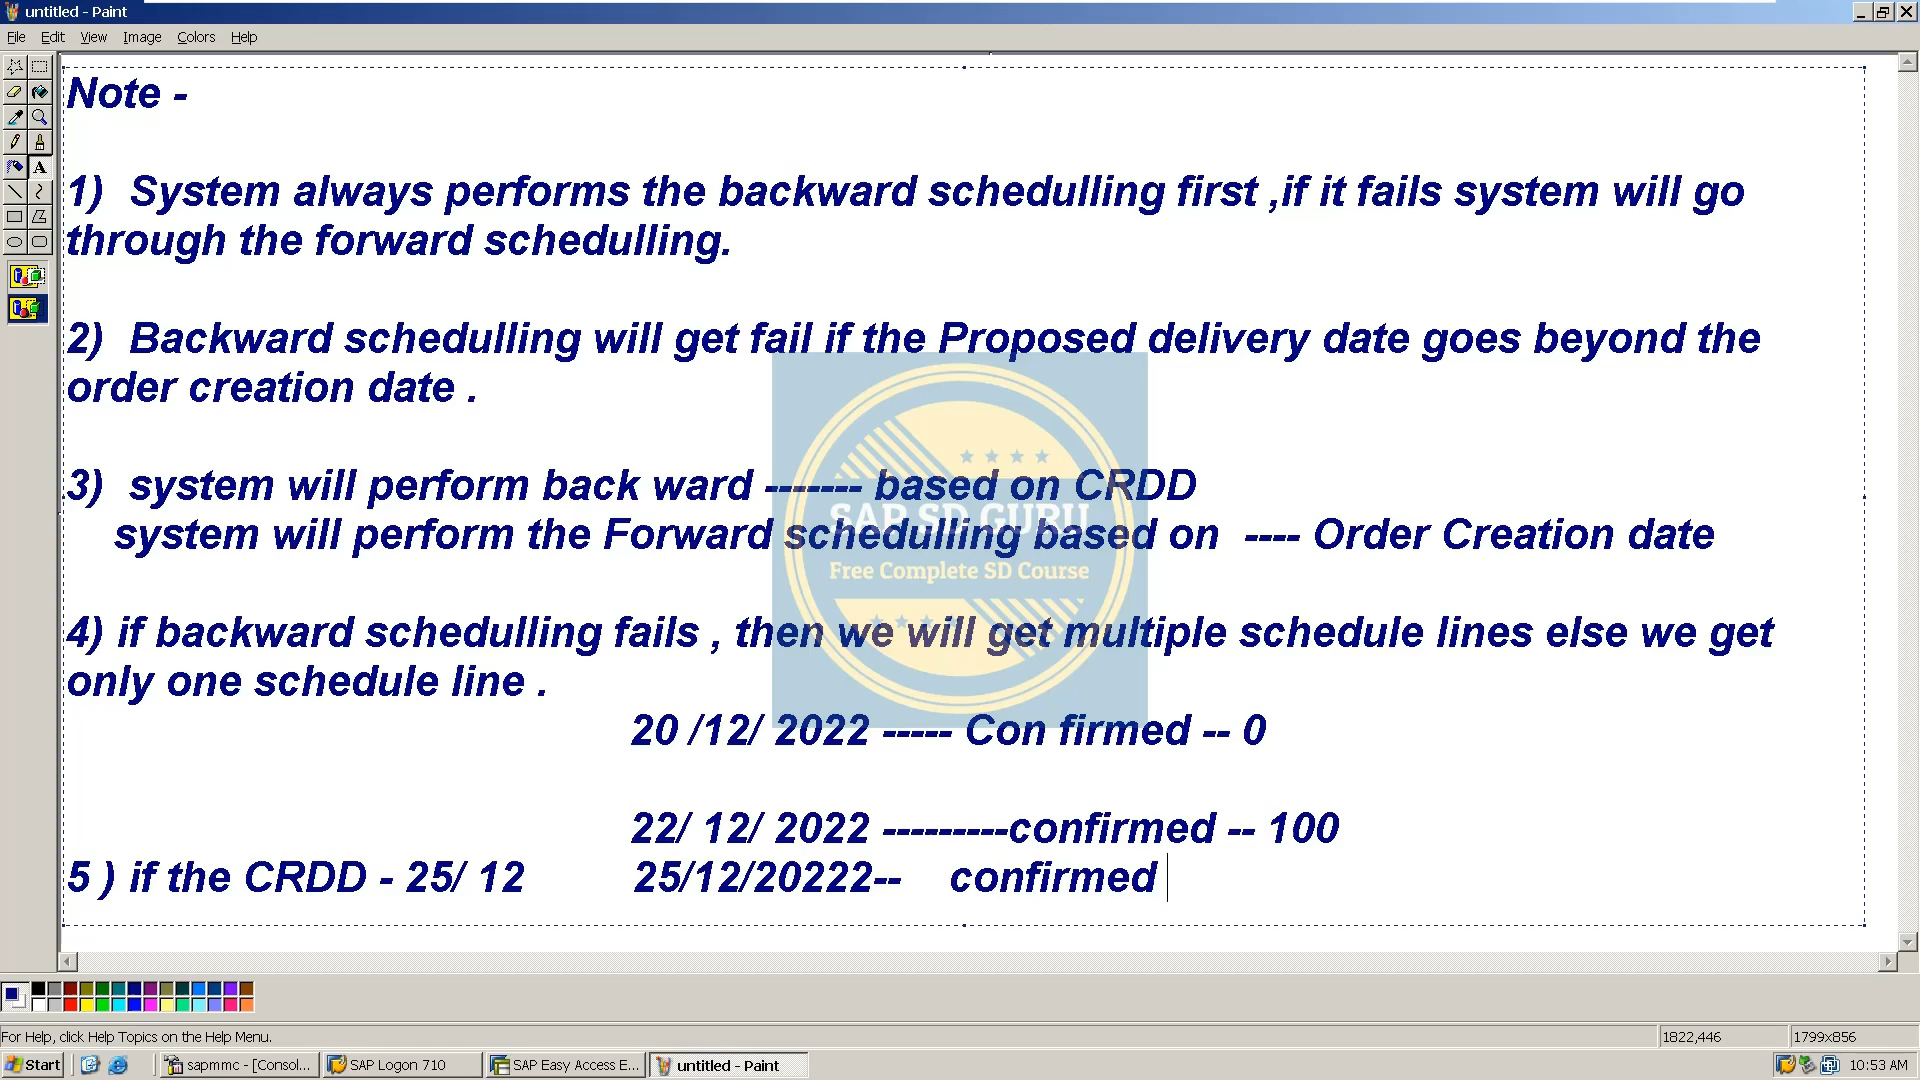 untitled - Paint
File Edit View Image Colors Help
Note -
1) System always performs the backward schedulling first ,if it fails system will go
through the forward schedulling.
2) Backward schedulling will get fail if the Proposed delivery date goes beyond the
order creation date .
3) system will perform back ward ------- based on CRDD
system will perform the Forward schedulling based on ---- Order Creation date
SAP SD GURU
Free Complete SD Course
4) if backward schedulling fails , then we will get multiple schedule lines else we get
only one schedule line .
20 /12/ 2022 ----- Con firmed -- 0
22/ 12/ 2022 ---------confirmed -- 100
5 ) if the CRDD - 25/ 12 25/12/20222-- confirmed
For Help, click Help Topics on the Help Menu.
1822,446
1799x856
Start
sapmmc - [Consol...
SAP Logon 710
SAP Easy Access E...
untitled - Paint
10:53 AM